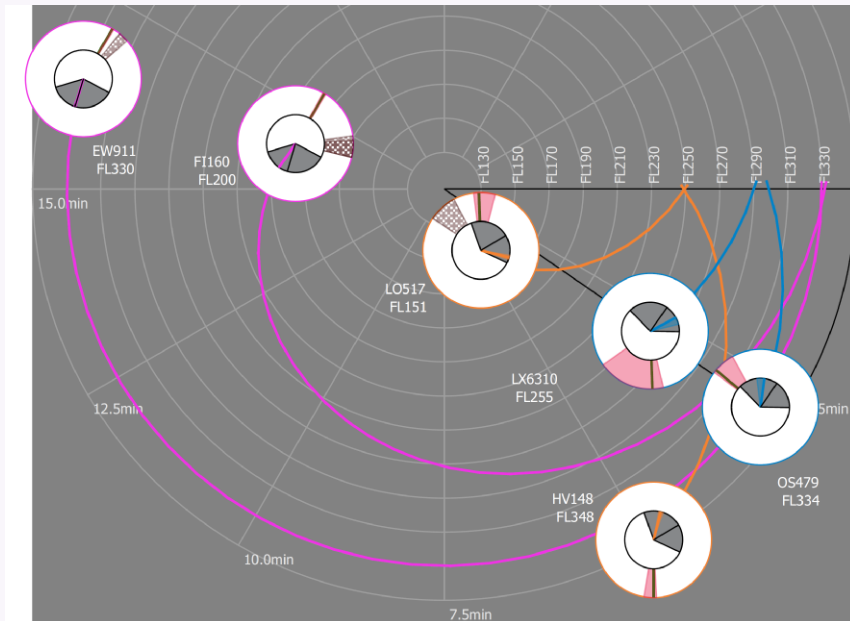 EW911
FL330
FI160
FL200
FL130
FL150
FL170
FL190
FL210
FL230
FL250
FL270
FL290
FL310
FL330
15.0min
LO517
FL151
LX6310
FL255
12.5min
5min
OS479
FL334
HV148
FL348
10.0min
7.5min